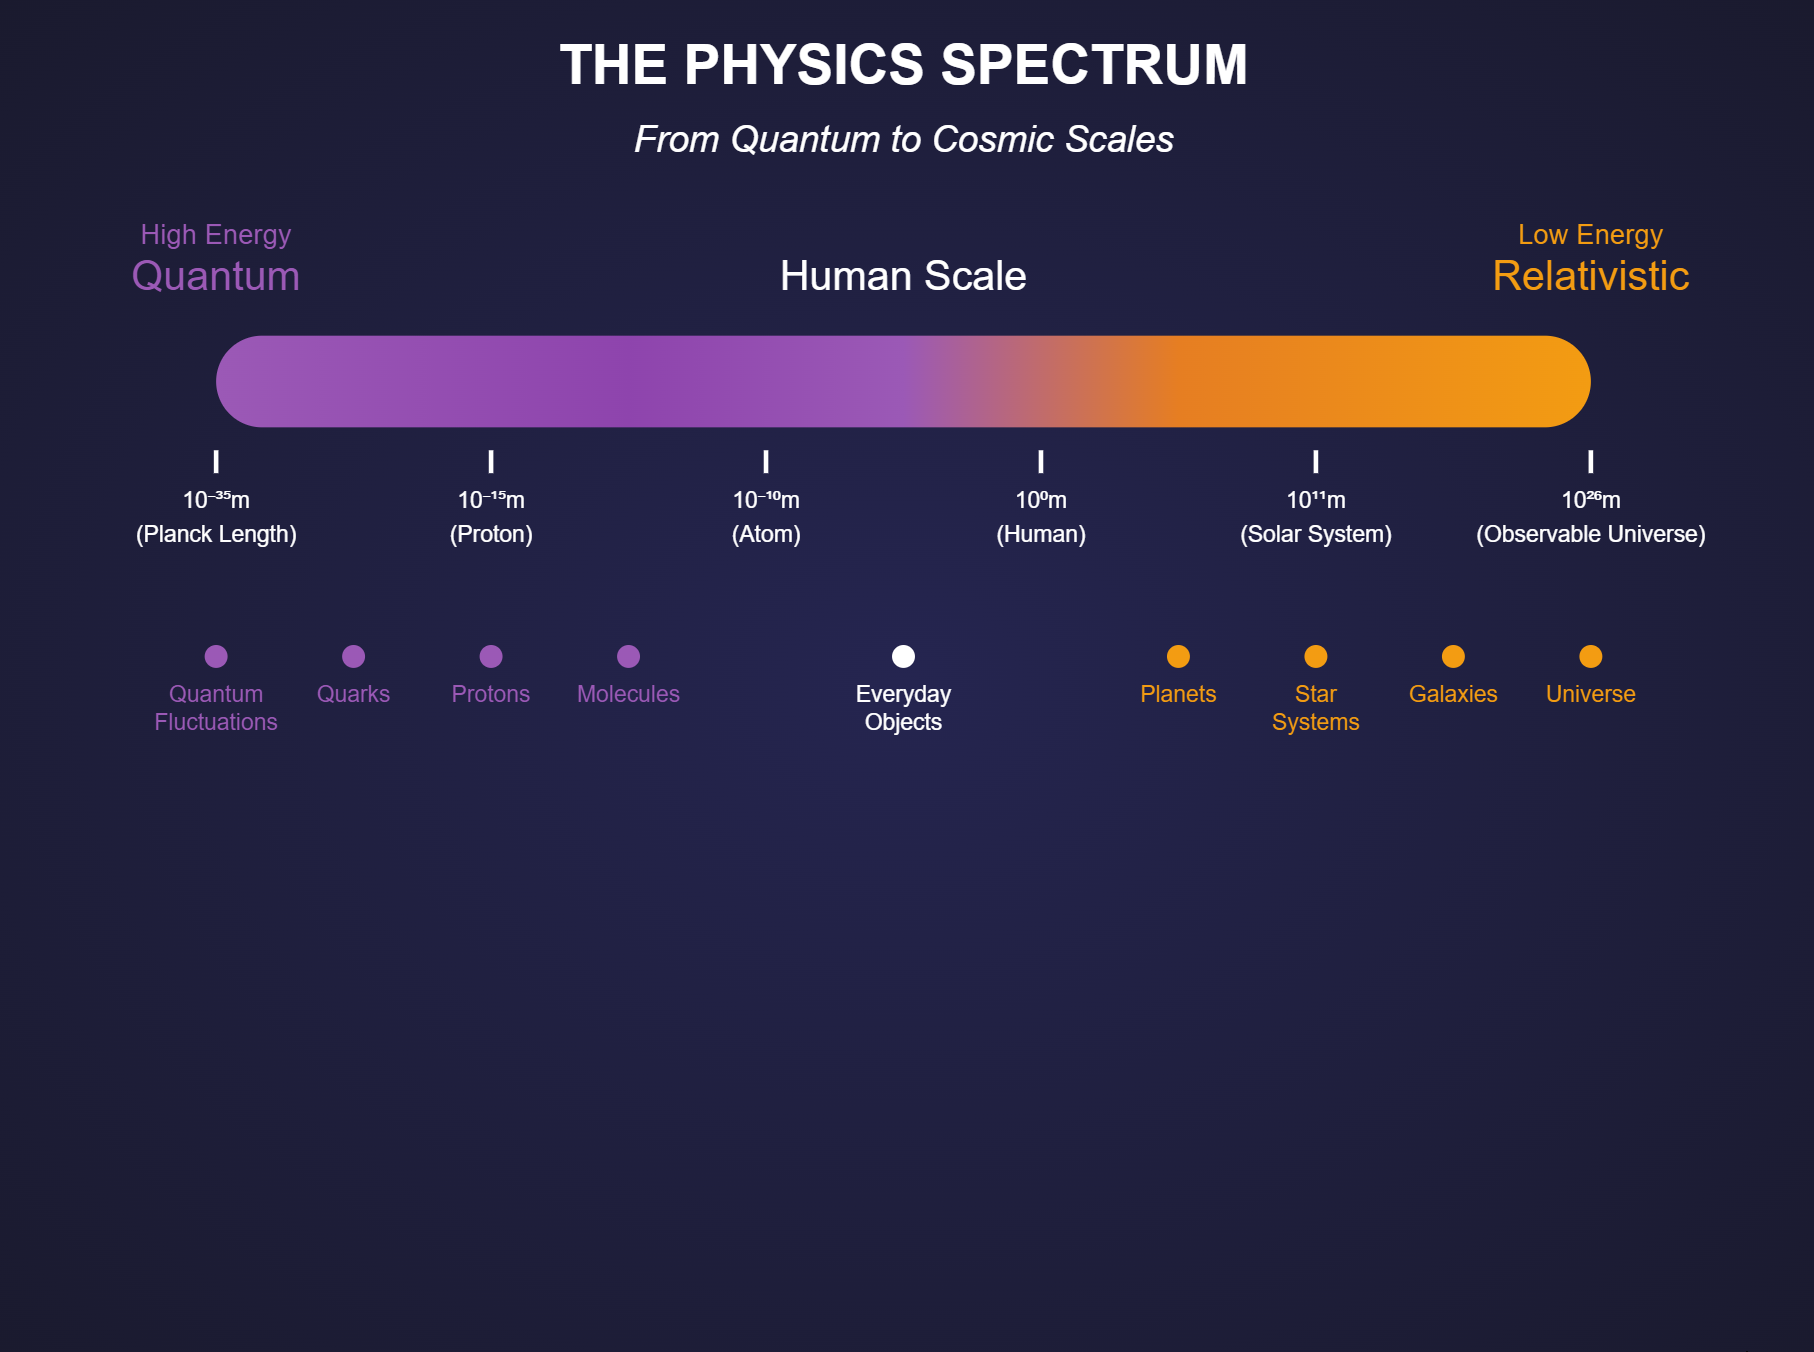 THE PHYSICS SPECTRUM
From Quantum to Cosmic Scales
High Energy
Quantum
Human Scale
Low Energy
Relativistic
10⁻³⁵m
(Planck Length)
10⁻¹⁵m
(Proton)
10⁻¹⁰m
(Atom)
10⁰m
(Human)
10¹¹m
(Solar System)
10²⁶m
(Observable Universe)
Quantum
Fluctuations
Quarks
Protons
Molecules
Everyday
Objects
Planets
Star
Systems
Galaxies
Universe